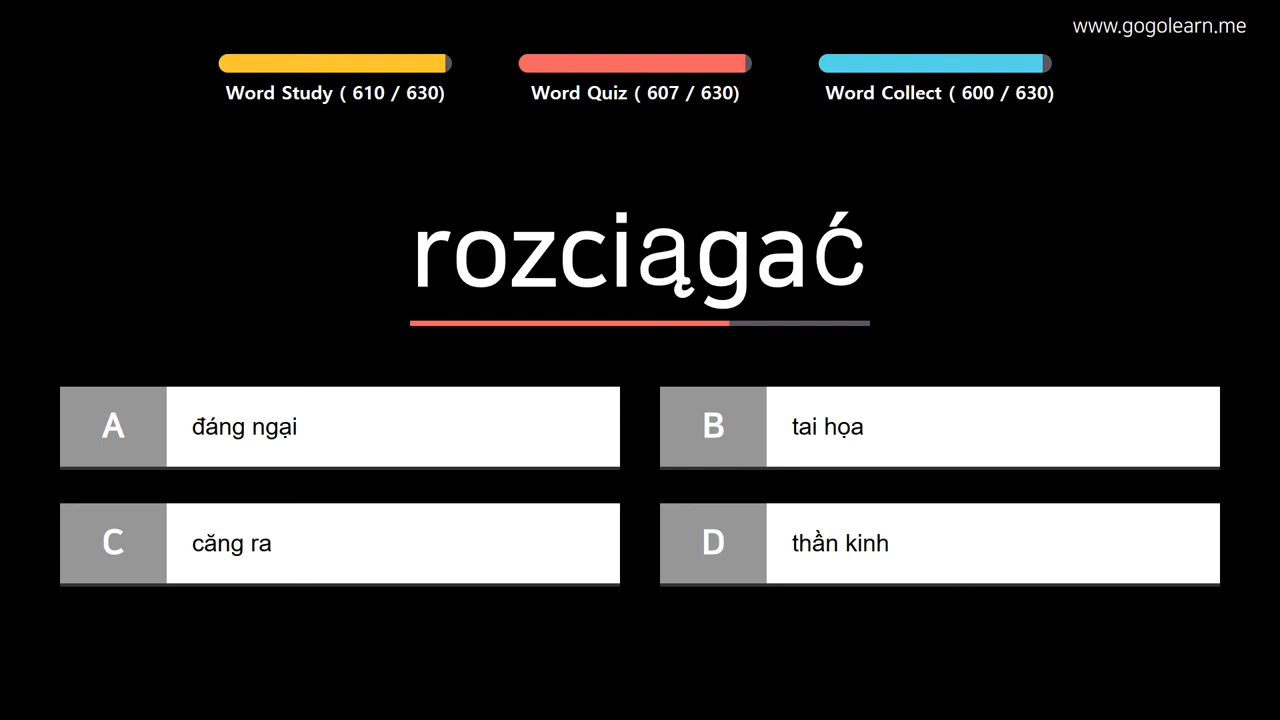 www.gogolearn.me
Word Study ( 610 / 630)
Word Quiz ( 607 / 630)
Word Collect ( 600 / 630)
rozciągać
A đáng ngại
B tai họa
C căng ra
D thần kinh